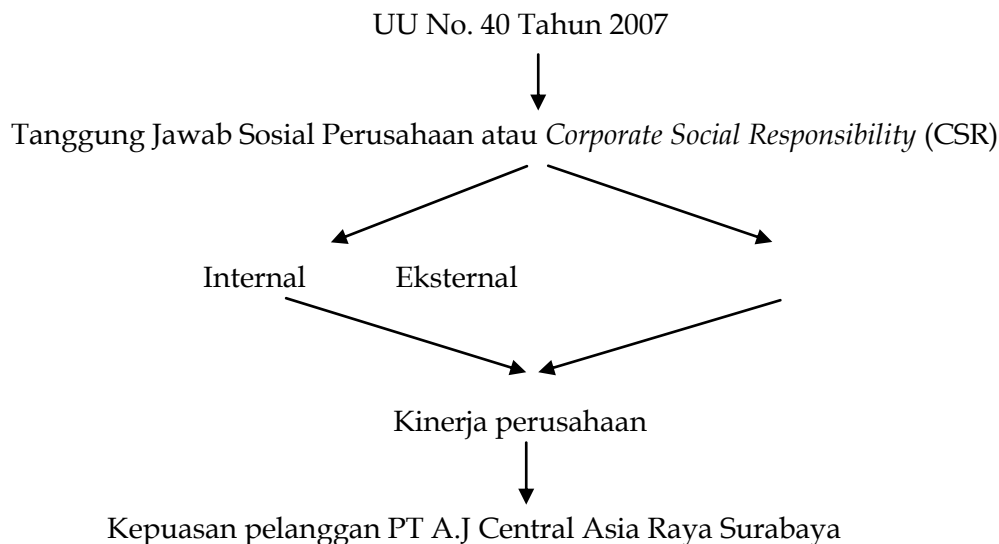 UU No. 40 Tahun 2007
Tanggung Jawab Sosial Perusahaan atau Corporate Social Responsibility (CSR)
Internal Eksternal
Kinerja perusahaan
Kepuasan pelanggan PT A.J Central Asia Raya Surabaya